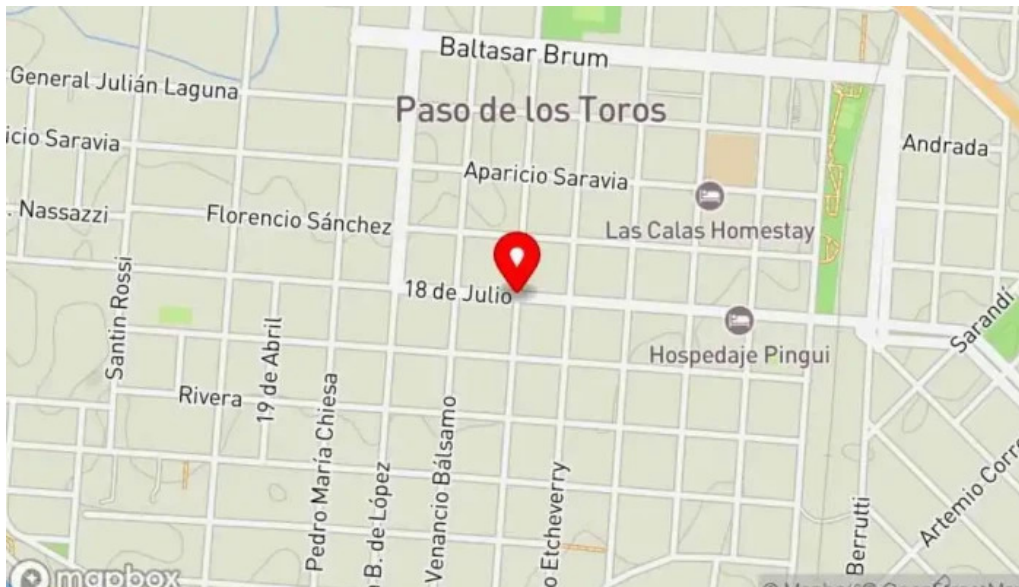 Baltasar Brum
General Julián Laguna
Paso de los Toros
icio Saravia
Andrada
Aparicio Saravia
. Nassazzi
Florencio Sánchez
Las Calas Homestay
18 de Julio
Santin Rossi
Sarandí
Hospedaje Pingui
19 de Abril
Rivera
Pedro María Chiesa
o B. de López
Venancio Bálsamo
o Etcheverry
Berrutti
Artemio Corre
mapbox